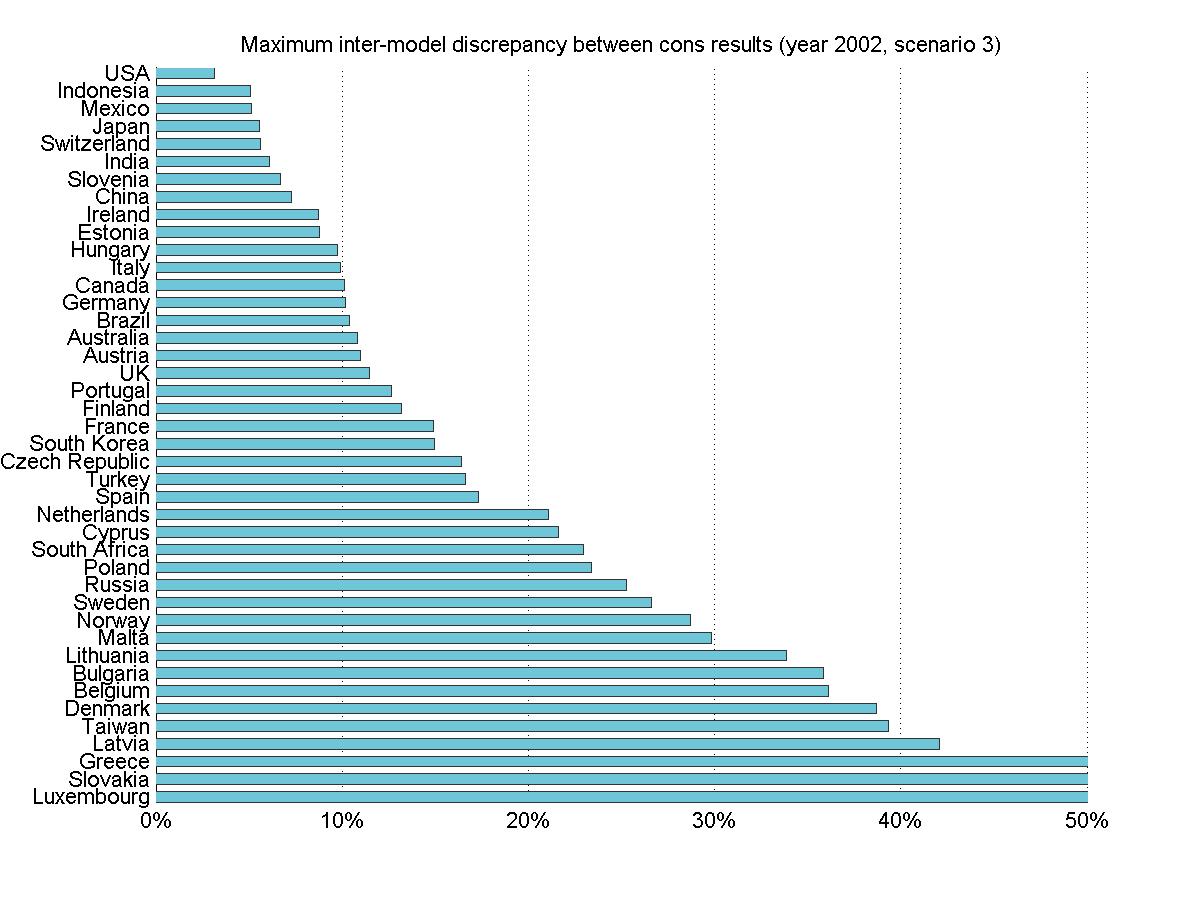 Maximum inter-model discrepancy between cons results (year 2002, scenario 3)
USA
Indonesia
Mexico
Japan
Switzerland
India
Slovenia
China
Ireland
Estonia
Hungary
Italy
Canada
Germany
Brazil
Australia
Austria
UK
Portugal
Finland
France
South Korea
Czech Republic
Turkey
Spain
Netherlands
Cyprus
South Africa
Poland
Russia
Sweden
Norway
Malta
Lithuania
Bulgaria
Belgium
Denmark
Taiwan
Latvia
Greece
Slovakia
Luxembourg
0% 10% 20% 30% 40% 50%